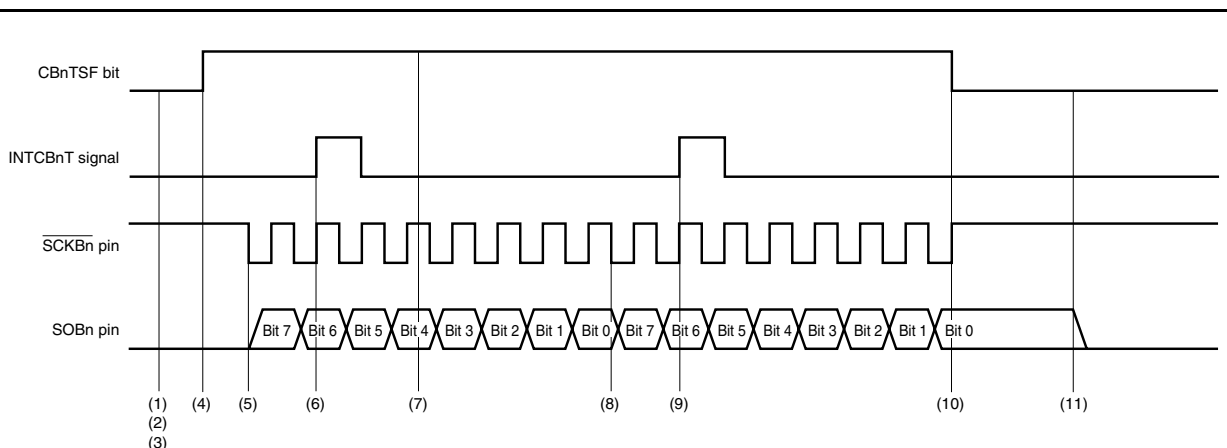 CBnTSF bit
INTCBnT signal
SCKBn pin
SOBn pin
Bit 7 Bit 6 Bit 5 Bit 4 Bit 3 Bit 2 Bit 1 Bit 0 Bit 7 Bit 6 Bit 5 Bit 4 Bit 3 Bit 2 Bit 1 Bit 0
(1) (4) (5) (6) (7) (8) (9) (10) (11)
(2)
(3)